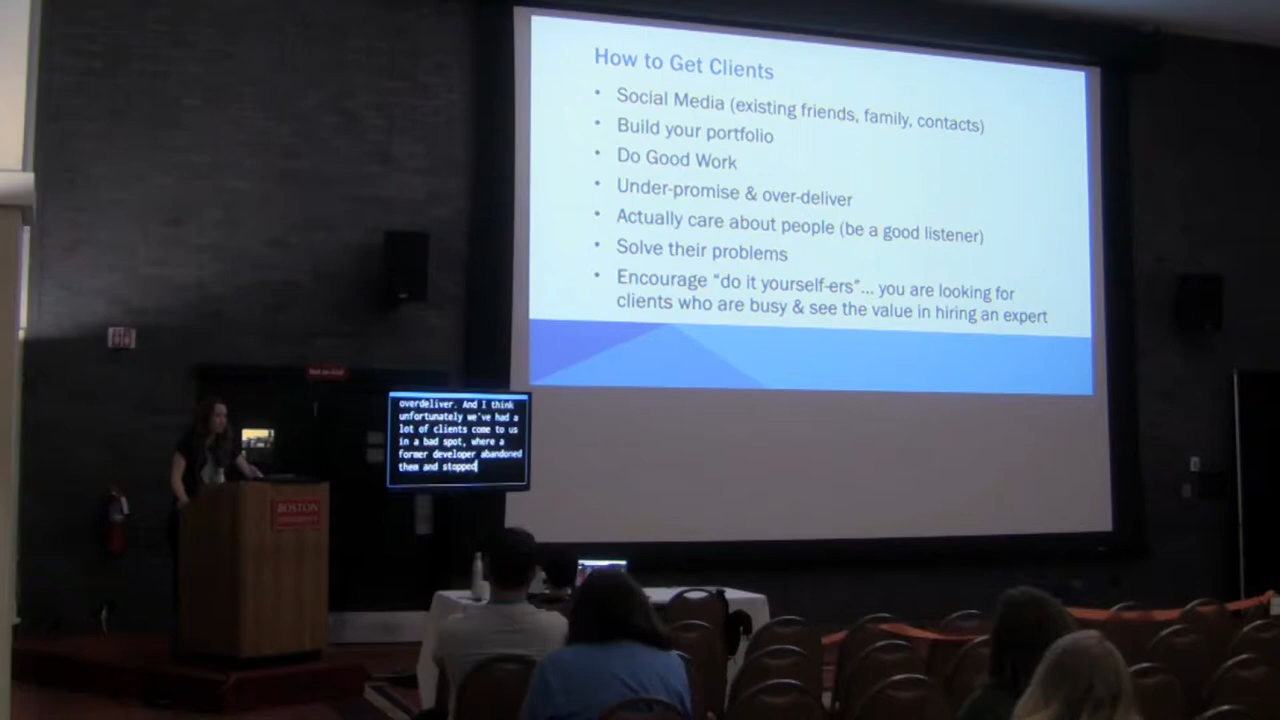 How to Get Clients
• Social Media (existing friends, family, contacts)
• Build your portfolio
• Do Good Work
• Under-promise & over-deliver
• Actually care about people (be a good listener)
• Solve their problems
• Encourage “do it yourself-ers”... you are looking for
clients who are busy & see the value in hiring an expert
overdeliver. And I think
unfortunately we've had a
lot of clients come to us
in a bad spot, where a
former developer abandoned
them and stopped
BOSTON
UNIVERSITY